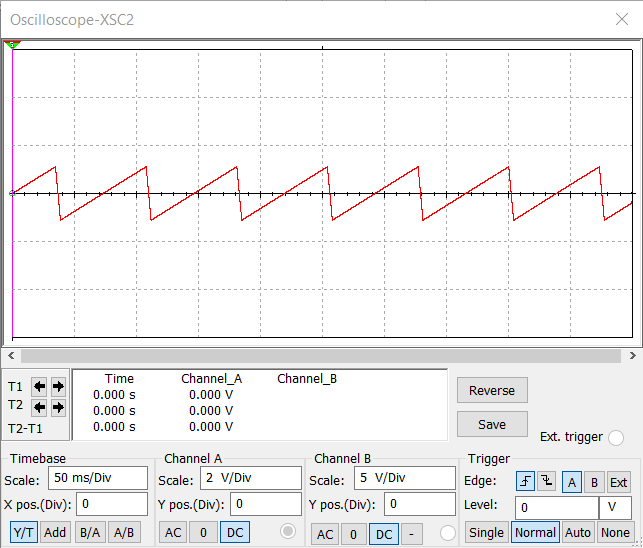 Oscilloscope-XSC2
Time Channel_A Channel_B
T1 0.000 s 0.000 V
T2 0.000 s 0.000 V
T2-T1 0.000 s 0.000 V
Reverse
Save
Ext. trigger
Timebase Channel A Channel B Trigger
Scale: 50 ms/Div Scale: 2 V/Div Scale: 5 V/Div Edge: A B Ext
X pos.(Div): 0 Y pos.(Div): 0 Y pos.(Div): 0 Level: 0 V
Y/T Add B/A A/B AC 0 DC AC 0 DC - Single Normal Auto None